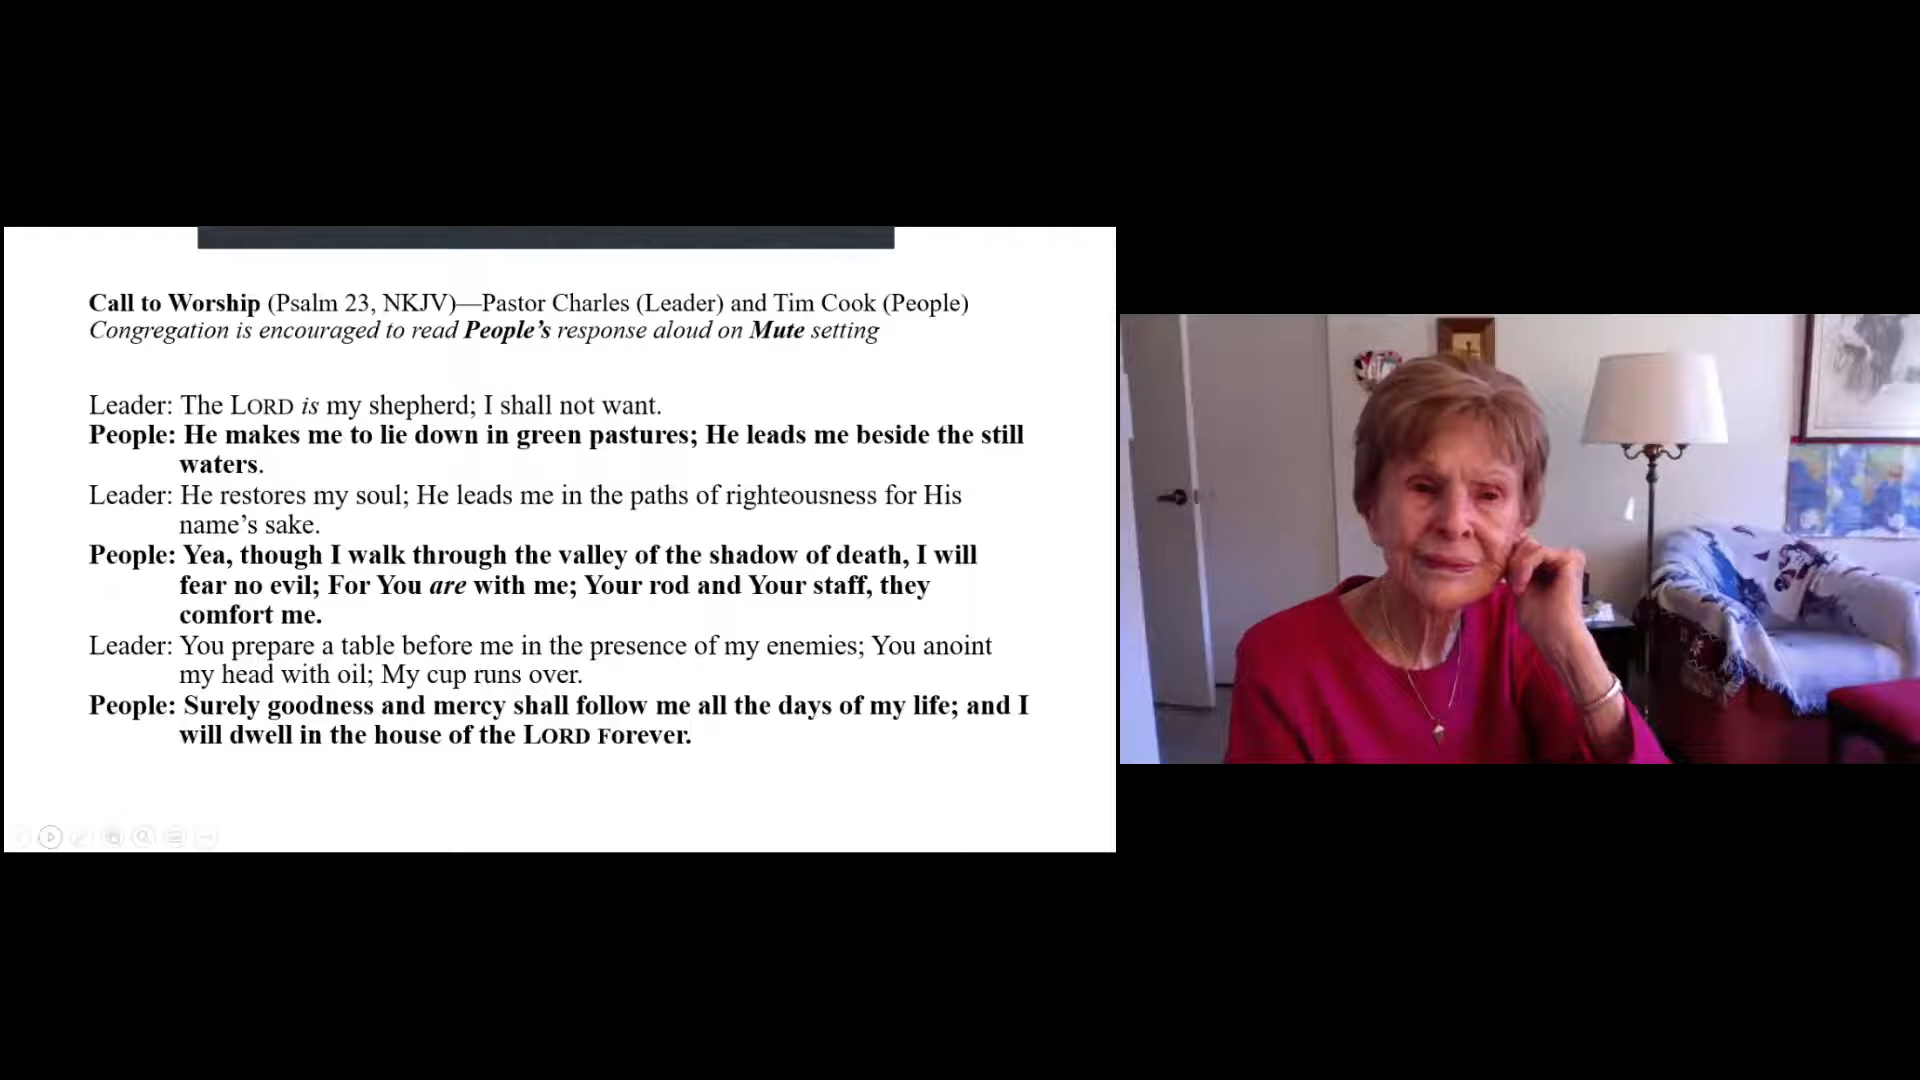 Call to Worship (Psalm 23, NKJV)—Pastor Charles (Leader) and Tim Cook (People)
Congregation is encouraged to read People’s response aloud on Mute setting
Leader: The LORD is my shepherd; I shall not want.
People: He makes me to lie down in green pastures; He leads me beside the still
waters.
Leader: He restores my soul; He leads me in the paths of righteousness for His
name’s sake.
People: Yea, though I walk through the valley of the shadow of death, I will
fear no evil; For You are with me; Your rod and Your staff, they
comfort me.
Leader: You prepare a table before me in the presence of my enemies; You anoint
my head with oil; My cup runs over.
People: Surely goodness and mercy shall follow me all the days of my life; and I
will dwell in the house of the LORD Forever.